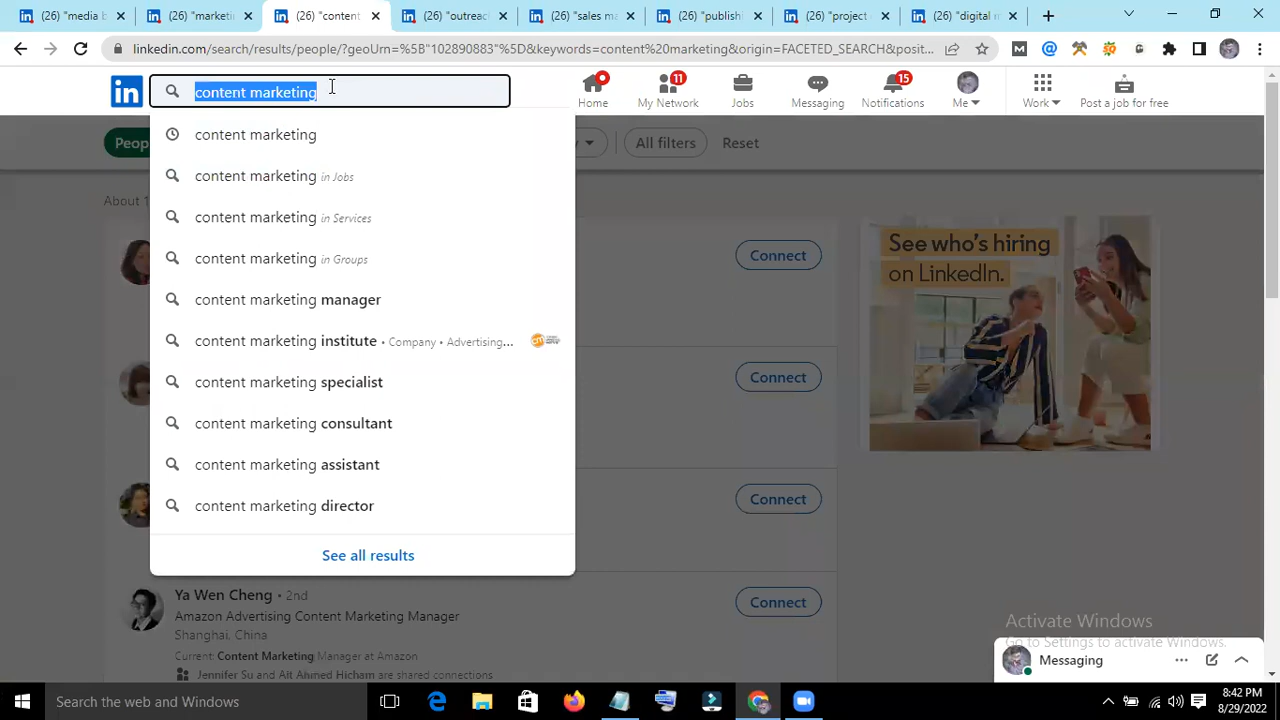 (26) "media b
(26) "marketin
(26) "content
(26) "outreac
(26) "sales ma
(26) "publishi
(26) "project
(26) "digital m
linkedin.com/search/results/people/?geoUrn=%5B"102890883"%5D&keywords=content%20marketing&origin=FACETED_SEARCH&posit...
in
content marketing
Home
11
My Network
Jobs
Messaging
15
Notifications
Me
Work
Post a job for free
content marketing
Peop
All filters
Reset
content marketing in Jobs
About 1
content marketing in Services
content marketing in Groups
content marketing manager
content marketing institute • Company • Advertising...
content marketing specialist
content marketing consultant
content marketing assistant
content marketing director
See all results
Connect
Connect
Connect
Connect
See who's hiring
on LinkedIn.
Ya Wen Cheng • 2nd
Amazon Advertising Content Marketing Manager
Shanghai, China
Current: Content Marketing Manager at Amazon
Jennifer Su and Ait Ahmed Hicham are shared connections
Activate Windows
Go to Settings to activate Windows.
Messaging
Search the web and Windows
8:42 PM
8/29/2022